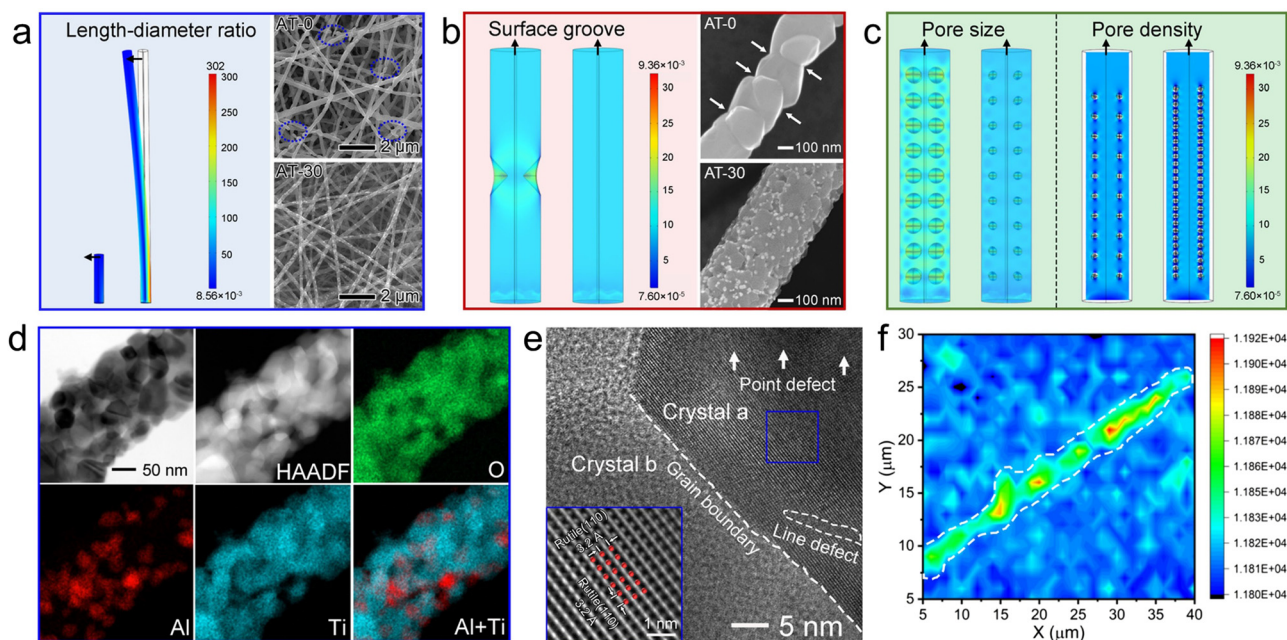 a
Length-diameter ratio
302
300
250
200
150
100
50
8.56×10⁻³
AT-0
2 μm
AT-30
2 μm
b
Surface groove
9.36×10⁻³
30
25
20
15
10
5
0
7.60×10⁻⁵
AT-0
100 nm
AT-30
100 nm
c
Pore size
Pore density
9.36×10⁻³
30
25
20
15
10
5
0
7.60×10⁻⁵
d
50 nm
HAADF
O
Al
Ti
Al+Ti
e
Point defect
Crystal a
Crystal b
Grain boundary
Line defect
Rutile(110)
3.2 Å
Rutile(110)
3.2 Å
1 nm
5 nm
f
30
25
20
15
10
5
Y (μm)
5 10 15 20 25 30 35 40
X (μm)
1.192E+04
1.190E+04
1.189E+04
1.188E+04
1.187E+04
1.186E+04
1.184E+04
1.183E+04
1.182E+04
1.181E+04
1.180E+04